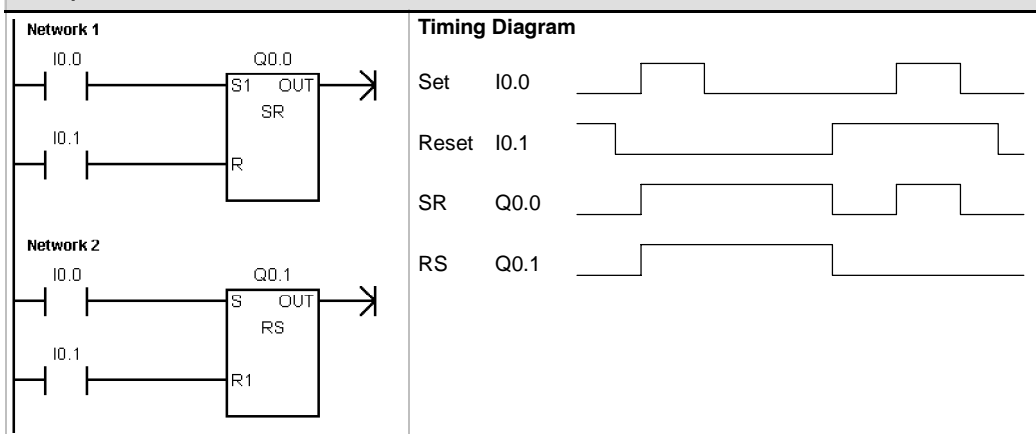 Network 1
I0.0 Q0.0
S1 OUT
SR
I0.1
R
Network 2
I0.0 Q0.1
S OUT
RS
I0.1
R1
Timing Diagram
Set I0.0
Reset I0.1
SR Q0.0
RS Q0.1